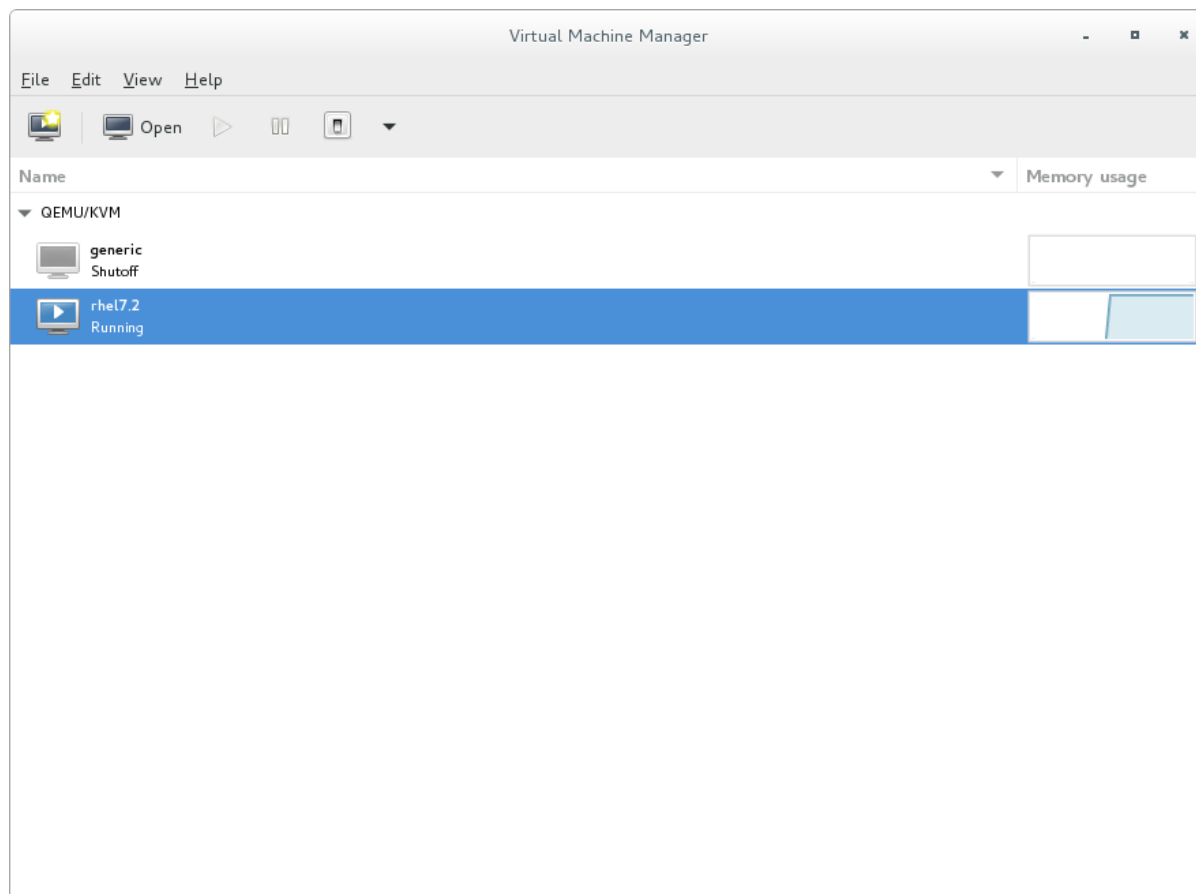 Virtual Machine Manager
File Edit View Help
Open
Name Memory usage
QEMU/KVM
generic
Shutoff
rhel7.2
Running